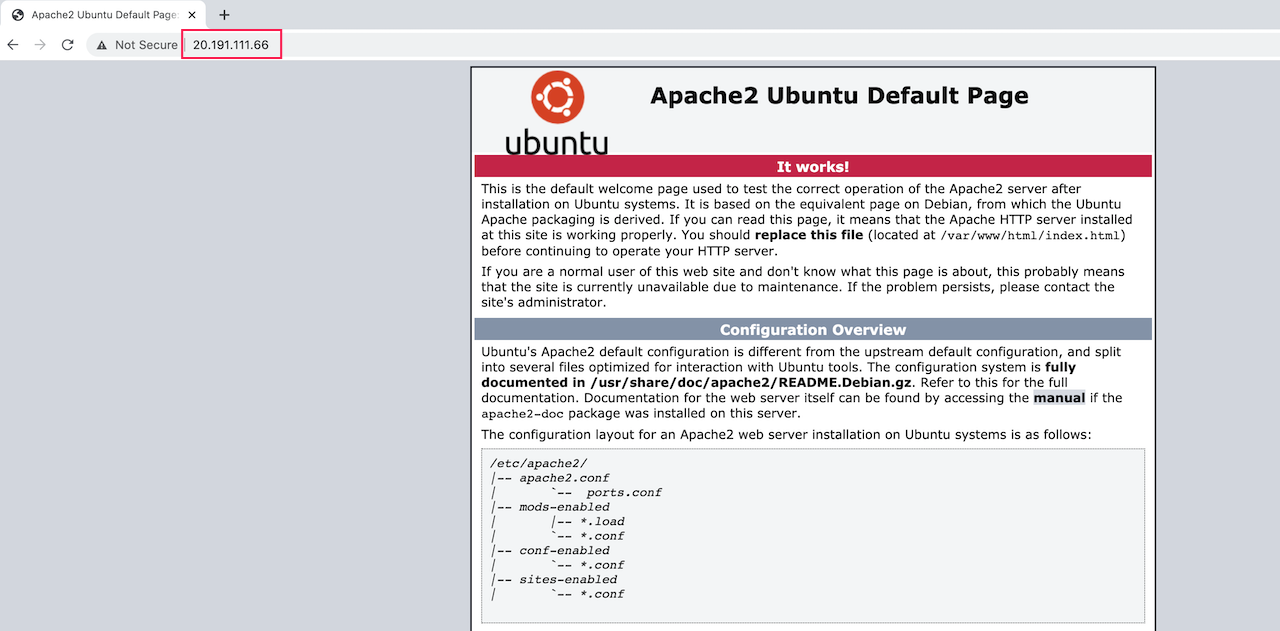 Apache2 Ubuntu Default Page:
Not Secure
20.191.111.66
ubuntu
Apache2 Ubuntu Default Page
It works!
This is the default welcome page used to test the correct operation of the Apache2 server after
installation on Ubuntu systems. It is based on the equivalent page on Debian, from which the Ubuntu
Apache packaging is derived. If you can read this page, it means that the Apache HTTP server installed
at this site is working properly. You should replace this file (located at /var/www/html/index.html)
before continuing to operate your HTTP server.
If you are a normal user of this web site and don't know what this page is about, this probably means
that the site is currently unavailable due to maintenance. If the problem persists, please contact the
site's administrator.
Configuration Overview
Ubuntu's Apache2 default configuration is different from the upstream default configuration, and split
into several files optimized for interaction with Ubuntu tools. The configuration system is fully
documented in /usr/share/doc/apache2/README.Debian.gz. Refer to this for the full
documentation. Documentation for the web server itself can be found by accessing the manual if the
apache2-doc package was installed on this server.
The configuration layout for an Apache2 web server installation on Ubuntu systems is as follows:
/etc/apache2/
|-- apache2.conf
|       `--  ports.conf
|-- mods-enabled
|       |-- *.load
|       `-- *.conf
|-- conf-enabled
|       `-- *.conf
|-- sites-enabled
|       `-- *.conf